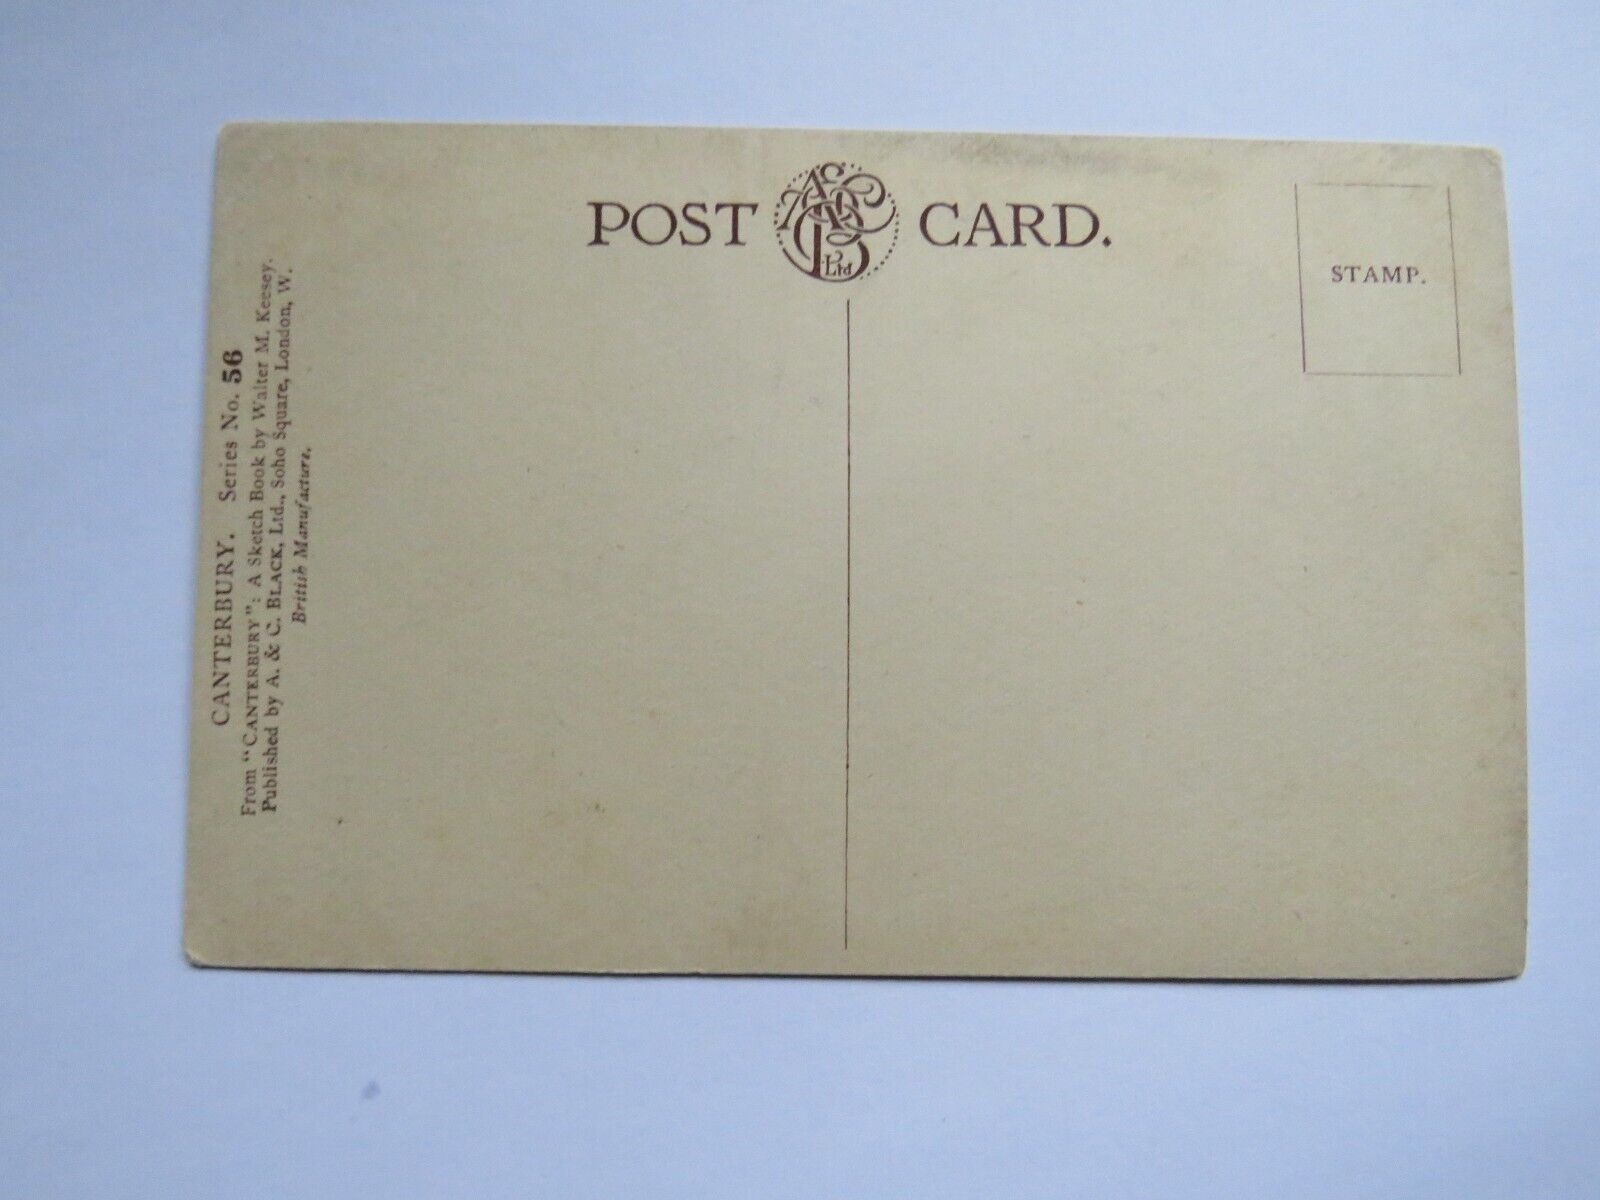 POST CARD.
Ltd
STAMP.
CANTERBURY. Series No. 56
From "CANTERBURY": A Sketch Book by Walter M. Keesey.
Published by A. & C. BLACK, Ltd., Soho Square, London, W.
British Manufacture.